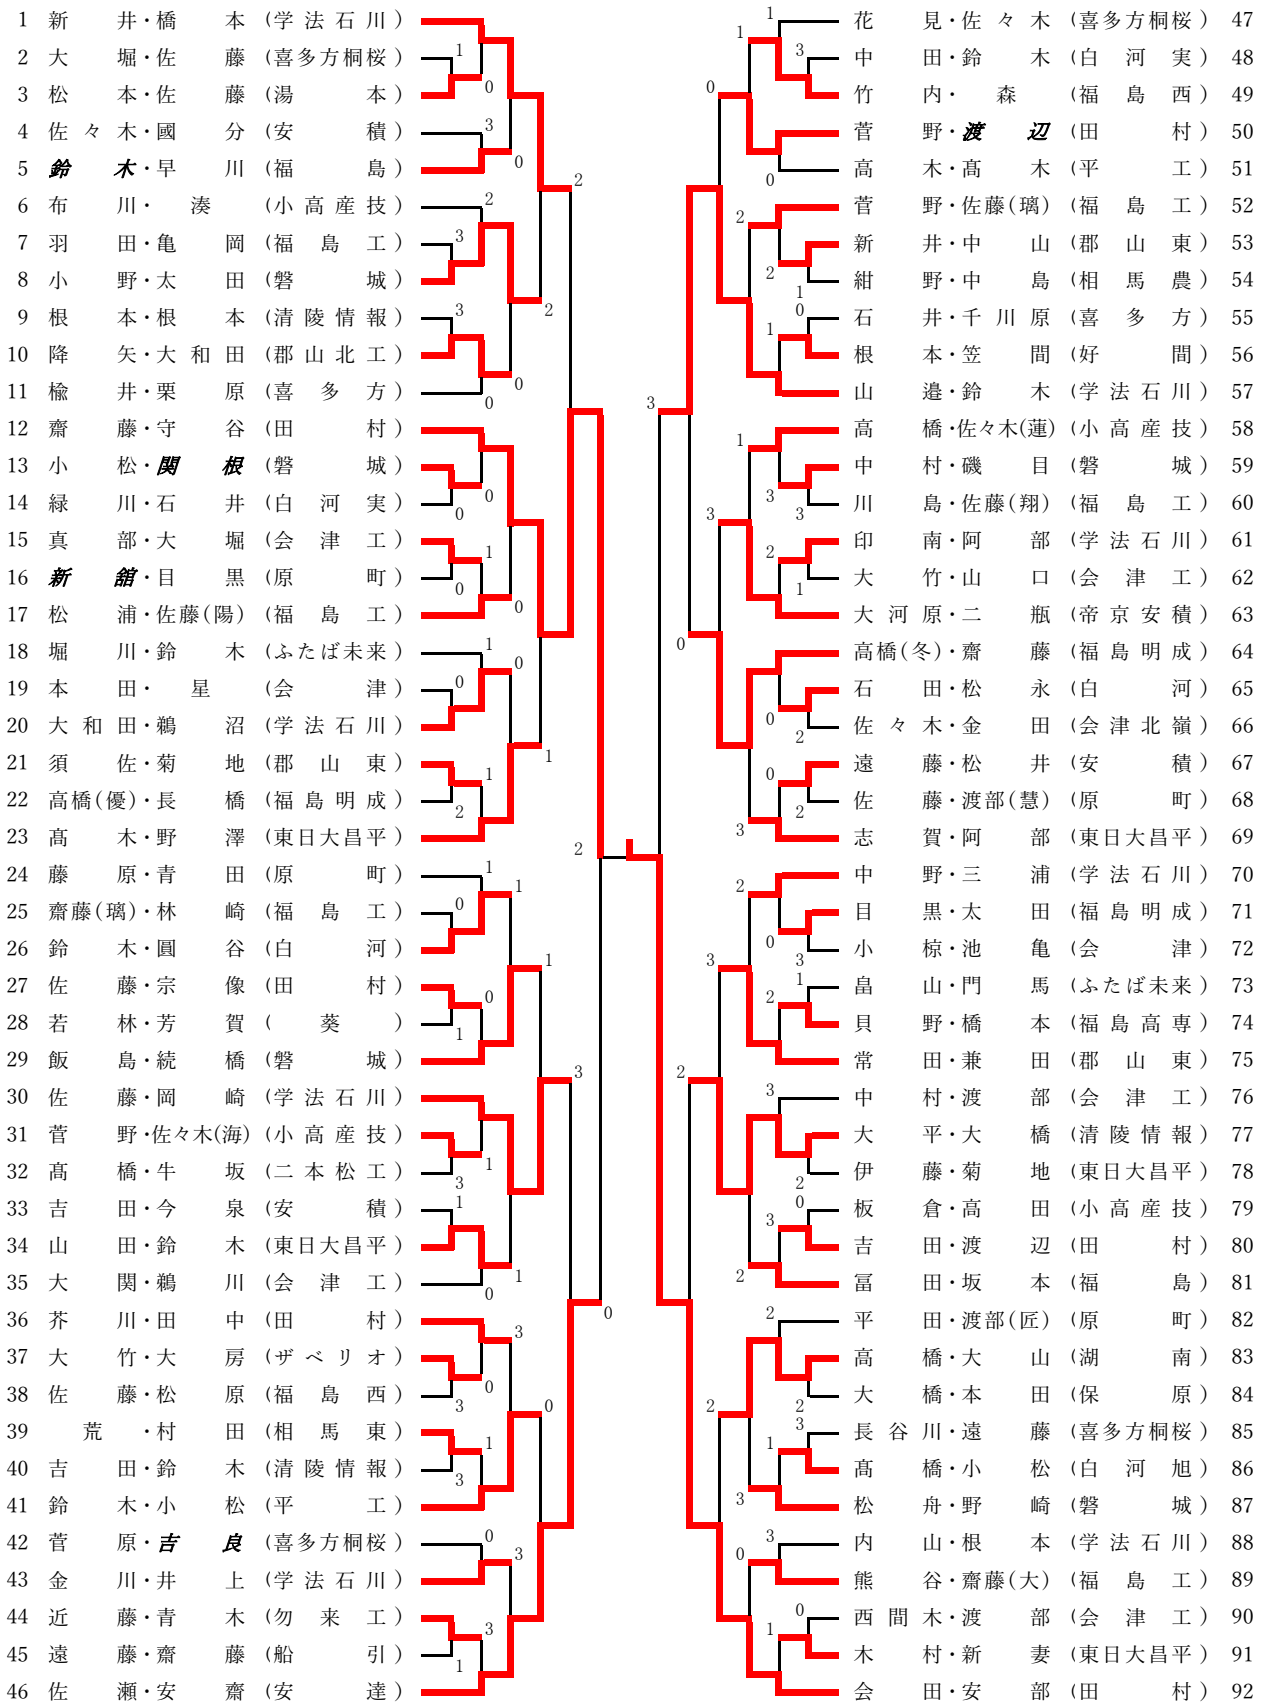 1 新井・橋本 (学法石川)
2 大堀・佐藤 (喜多方桐桜)
3 松本・佐藤 (湯本)
4 佐々木・國分 (安積)
5 鈴木・早川 (福島)
6 布川・湊 (小高産技)
7 羽田・亀岡 (福島工)
8 小野・太田 (磐城)
9 根本・根本 (清陵情報)
10 降矢・大和田 (郡山北工)
11 楡井・栗原 (喜多方)
12 齋藤・守谷 (田村)
13 小松・関根 (磐城)
14 緑川・石井 (白河実)
15 真部・大堀 (会津工)
16 新舘・目黒 (原町)
17 松浦・佐藤(陽) (福島工)
18 堀川・鈴木 (ふたば未来)
19 本田・星 (会津)
20 大和田・鵜沼 (学法石川)
21 須佐・菊地 (郡山東)
22 高橋(優)・長橋 (福島明成)
23 髙木・野澤 (東日大昌平)
24 藤原・青田 (原町)
25 齋藤(璃)・林崎 (福島工)
26 鈴木・圓谷 (白河)
27 佐藤・宗像 (田村)
28 若林・芳賀 (葵)
29 飯島・続橋 (磐城)
30 佐藤・岡崎 (学法石川)
31 菅野・佐々木(海) (小高産技)
32 髙橋・牛坂 (二本松工)
33 吉田・今泉 (安積)
34 山田・鈴木 (東日大昌平)
35 大関・鵜川 (会津工)
36 芥川・田中 (田村)
37 大竹・大房 (ザベリオ)
38 佐藤・松原 (福島西)
39 荒・村田 (相馬東)
40 吉田・鈴木 (清陵情報)
41 鈴木・小松 (平工)
42 菅原・吉良 (喜多方桐桜)
43 金川・井上 (学法石川)
44 近藤・青木 (勿来工)
45 遠藤・齋藤 (船引)
46 佐瀬・安齋 (安達)
花見・佐々木 (喜多方桐桜) 47
中田・鈴木 (白河実) 48
竹内・森 (福島西) 49
菅野・渡辺 (田村) 50
高木・髙木 (平工) 51
菅野・佐藤(璃) (福島工) 52
新井・中山 (郡山東) 53
紺野・中島 (相馬農) 54
石井・千川原 (喜多方) 55
根本・笠間 (好間) 56
山邉・鈴木 (学法石川) 57
高橋・佐々木(蓮) (小高産技) 58
中村・磯目 (磐城) 59
川島・佐藤(翔) (福島工) 60
印南・阿部 (学法石川) 61
大竹・山口 (会津工) 62
大河原・二瓶 (帝京安積) 63
高橋(冬)・齋藤 (福島明成) 64
石田・松永 (白河) 65
佐々木・金田 (会津北嶺) 66
遠藤・松井 (安積) 67
佐藤・渡部(慧) (原町) 68
志賀・阿部 (東日大昌平) 69
中野・三浦 (学法石川) 70
目黒・太田 (福島明成) 71
小椋・池亀 (会津) 72
畠山・門馬 (ふたば未来) 73
貝野・橋本 (福島高専) 74
常田・兼田 (郡山東) 75
中村・渡部 (会津工) 76
大平・大橋 (清陵情報) 77
伊藤・菊地 (東日大昌平) 78
板倉・高田 (小高産技) 79
吉田・渡辺 (田村) 80
冨田・坂本 (福島) 81
平田・渡部(匠) (原町) 82
高橋・大山 (湖南) 83
大橋・本田 (保原) 84
長谷川・遠藤 (喜多方桐桜) 85
髙橋・小松 (白河旭) 86
松舟・野崎 (磐城) 87
内山・根本 (学法石川) 88
熊谷・齋藤(大) (福島工) 89
西間木・渡部 (会津工) 90
木村・新妻 (東日大昌平) 91
会田・安部 (田村) 92